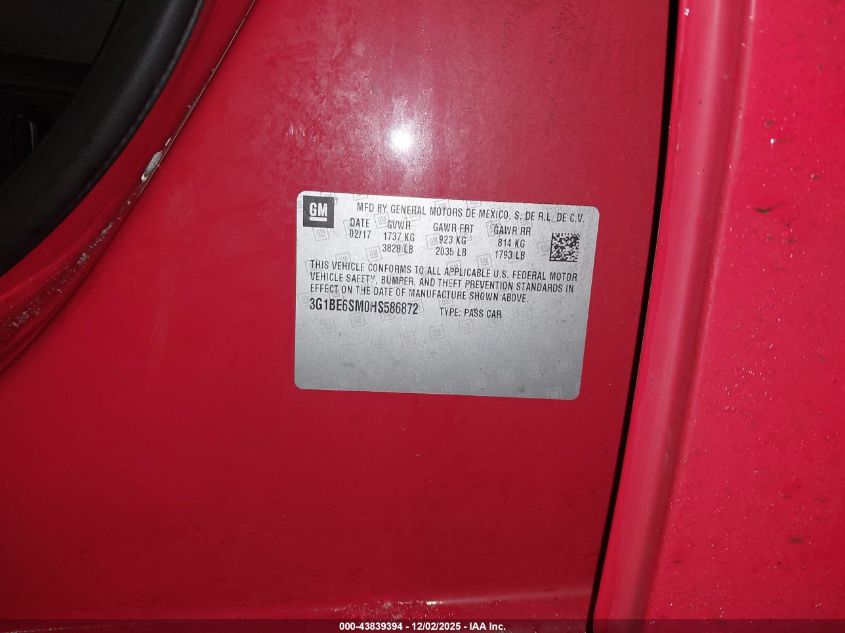 GM
MFD BY GENERAL MOTORS DE MEXICO, S. DE R.L. DE C.V.
DATE GVWR GAWR FRT GAWR RR
02/17 1737 KG 923 KG 814 KG
3828 LB 2035 LB 1793 LB
THIS VEHICLE CONFORMS TO ALL APPLICABLE U.S. FEDERAL MOTOR
VEHICLE SAFETY, BUMPER, AND THEFT PREVENTION STANDARDS IN
EFFECT ON THE DATE OF MANUFACTURE SHOWN ABOVE.
3G1BE6SM0HS586872 TYPE: PASS CAR
000-43839394 - 12/02/2025 - IAA Inc.